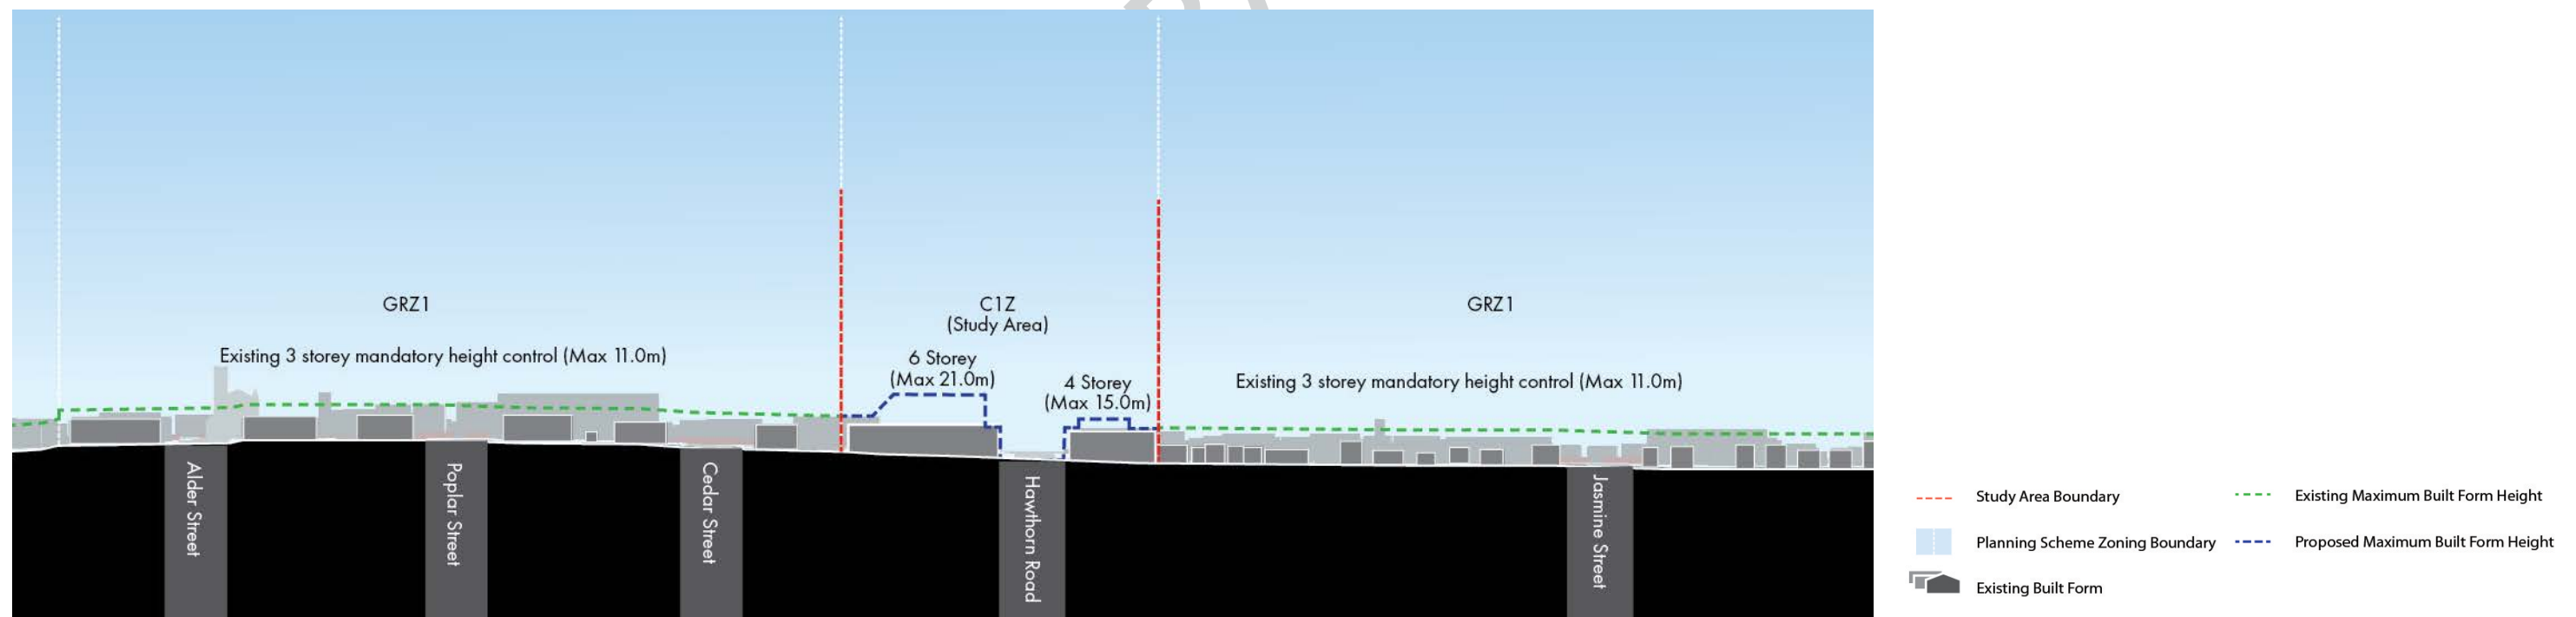 GRZ1
C1Z
(Study Area)
GRZ1
Existing 3 storey mandatory height control (Max 11.0m)
6 Storey
(Max 21.0m)
4 Storey
(Max 15.0m)
Existing 3 storey mandatory height control (Max 11.0m)
Alder Street
Poplar Street
Cedar Street
Hawthorn Road
Jasmine Street
Study Area Boundary
Existing Maximum Built Form Height
Planning Scheme Zoning Boundary
Proposed Maximum Built Form Height
Existing Built Form